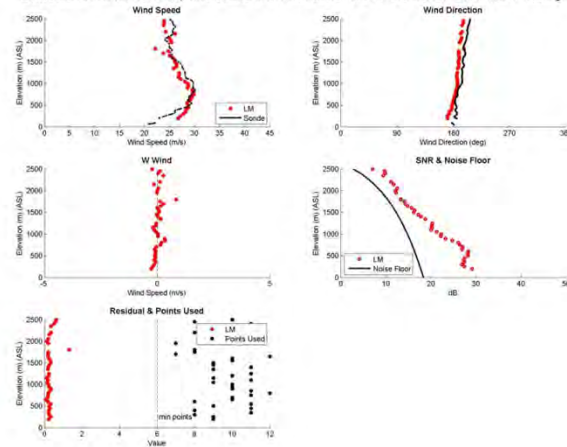 Wind Speed
2500
2000
1500
1000
500
0
Elevation (m) (ASL)
LM
Sonde
5 10 15 20 25 30 35 40 45
Wind Speed (m/s)
Wind Direction
2500
2000
1500
1000
500
0
Elevation (m) (ASL)
LM
Sonde
0 90 180 270
Wind Direction (deg)
W Wind
2500
2000
1500
1000
500
0
Elevation (m) (ASL)
-5 0 5
Wind Speed (m/s)
SNR & Noise Floor
2500
2000
1500
1000
500
0
Elevation (m) (ASL)
LM
Noise Floor
0 10 20 30 40
dB
Residual & Points Used
2500
2000
1500
1000
500
0
Elevation (m) (ASL)
LM
Points Used
min points
0 2 4 6 8 10 12
Value